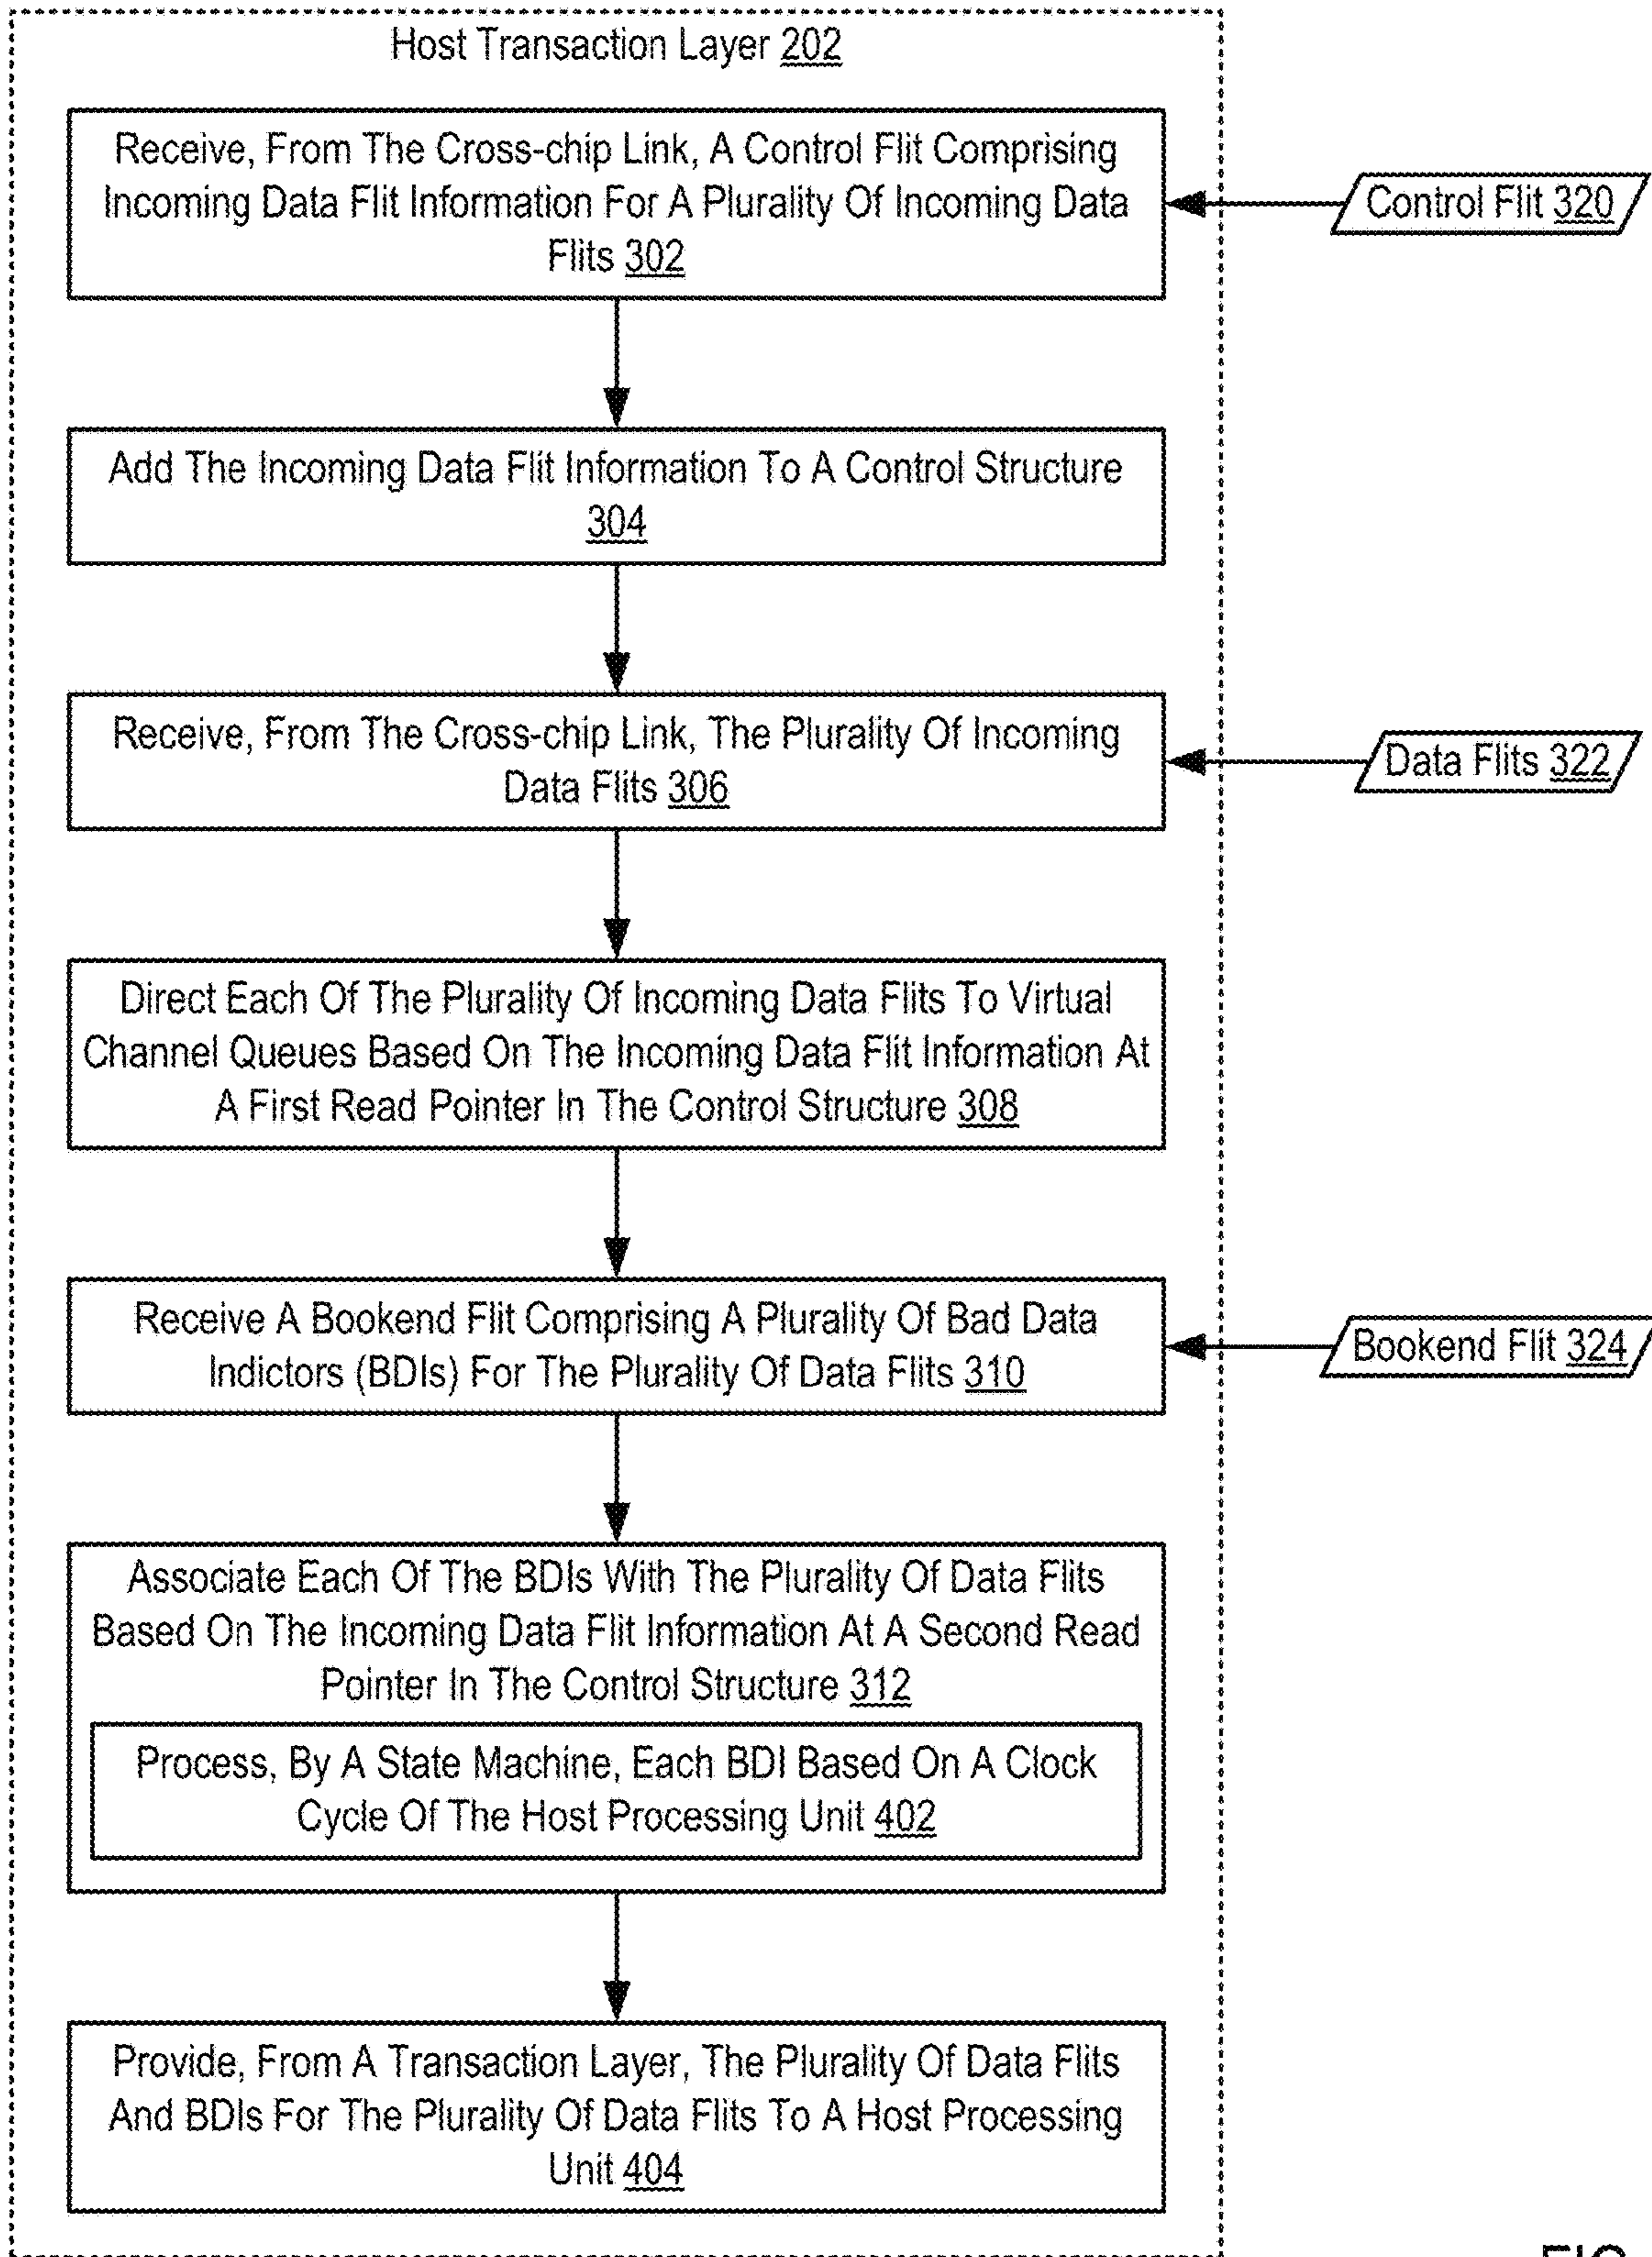 Host Transaction Layer 202
Receive, From The Cross-chip Link, A Control Flit Comprising
Incoming Data Flit Information For A Plurality Of Incoming Data
Flits 302
Control Flit 320
Add The Incoming Data Flit Information To A Control Structure
304
Receive, From The Cross-chip Link, The Plurality Of Incoming
Data Flits 306
Data Flits 322
Direct Each Of The Plurality Of Incoming Data Flits To Virtual
Channel Queues Based On The Incoming Data Flit Information At
A First Read Pointer In The Control Structure 308
Receive A Bookend Flit Comprising A Plurality Of Bad Data
Indictors (BDIs) For The Plurality Of Data Flits 310
Bookend Flit 324
Associate Each Of The BDIs With The Plurality Of Data Flits
Based On The Incoming Data Flit Information At A Second Read
Pointer In The Control Structure 312
Process, By A State Machine, Each BDI Based On A Clock
Cycle Of The Host Processing Unit 402
Provide, From A Transaction Layer, The Plurality Of Data Flits
And BDIs For The Plurality Of Data Flits To A Host Processing
Unit 404
FIG